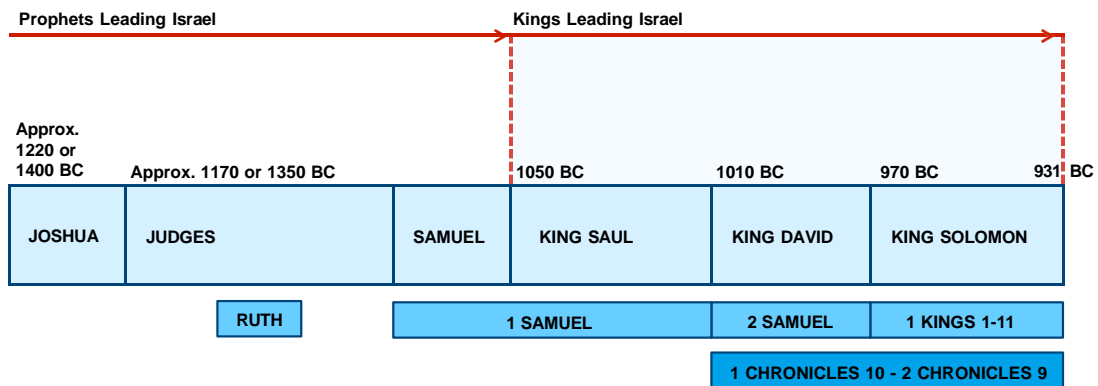 Prophets Leading Israel
Kings Leading Israel
Approx.
1220 or
1400 BC
Approx. 1170 or 1350 BC
1050 BC
1010 BC
970 BC
931 BC
JOSHUA
JUDGES
SAMUEL
KING SAUL
KING DAVID
KING SOLOMON
RUTH
1 SAMUEL
2 SAMUEL
1 KINGS 1-11
1 CHRONICLES 10 - 2 CHRONICLES 9